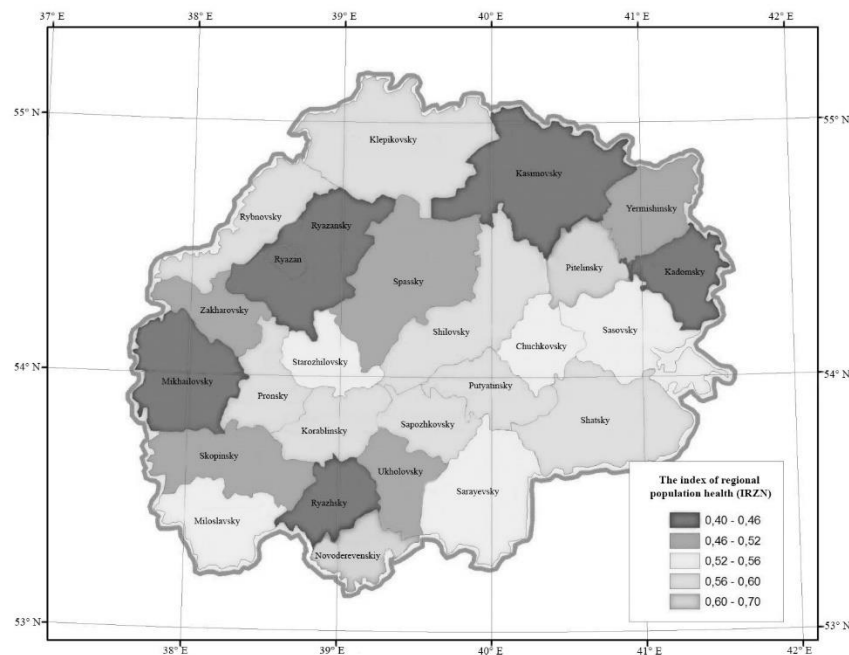 37° E 38° E 39° E 40° E 41° E 42° E
55° N 55° N
Klepikovsky
Kasimovsky
Rybnovsky
Ryazansky
Yermishinsky
Ryazan
Pitelinsky
Kadomsky
Spassky
Zakharovsky
Shilovsky
Sasovsky
Chuchkovsky
Starozhilovsky
54° N 54° N
Mikhailovsky
Putyatinsky
Pronsky
Shatsky
Sapozhkovsky
Korablinsky
Skopinsky
Ukholovsky
Sarayevsky
Ryazhsky
Miloslavsky
Novoderevenskiy
The index of regional
population health (IRZN)
0,40 - 0,46
0,46 - 0,52
0,52 - 0,56
0,56 - 0,60
0,60 - 0,70
53° N 53° N
38° E 39° E 40° E 41° E 42° E